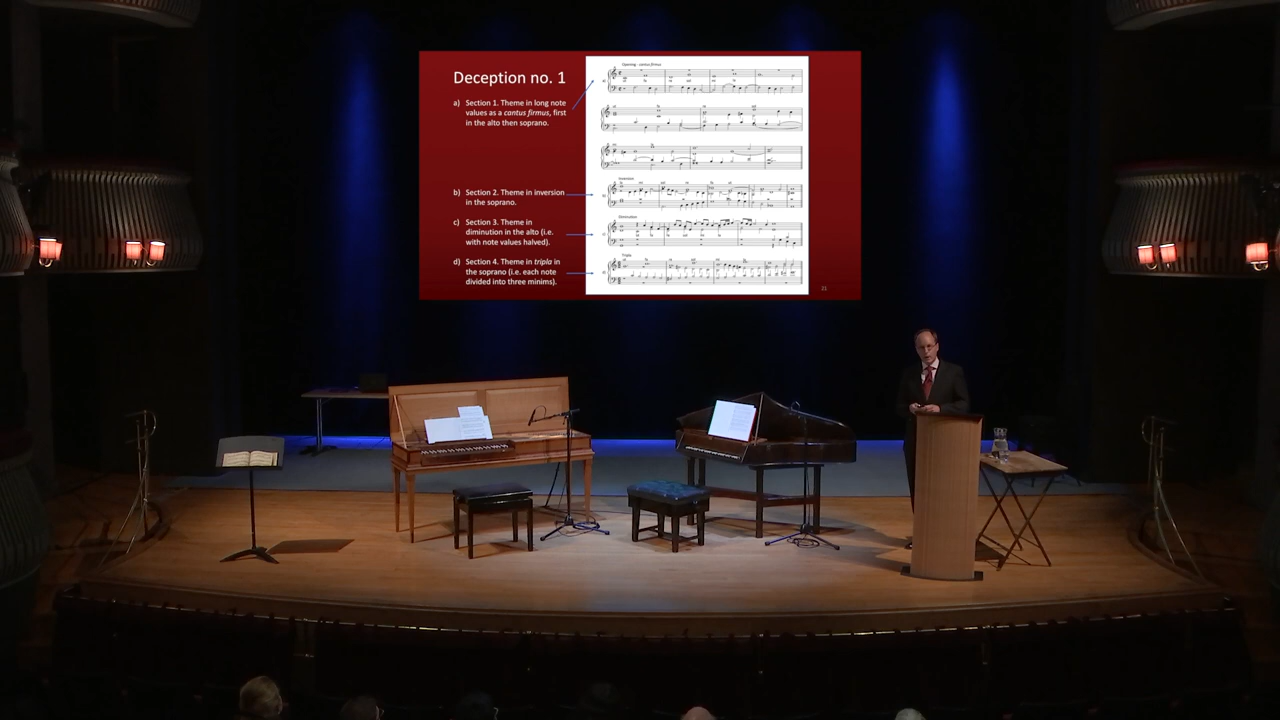 Deception no. 1
a) Section 1. Theme in long note
values as a cantus firmus, first
in the alto then soprano.
b) Section 2. Theme in inversion
in the soprano.
c) Section 3. Theme in
diminution in the alto (i.e.
with note values halved).
d) Section 4. Theme in tripla in
the soprano (i.e. each note
divided into three minims).
Opening - cantus firmus
Inversion
Diminution
Tripla
21